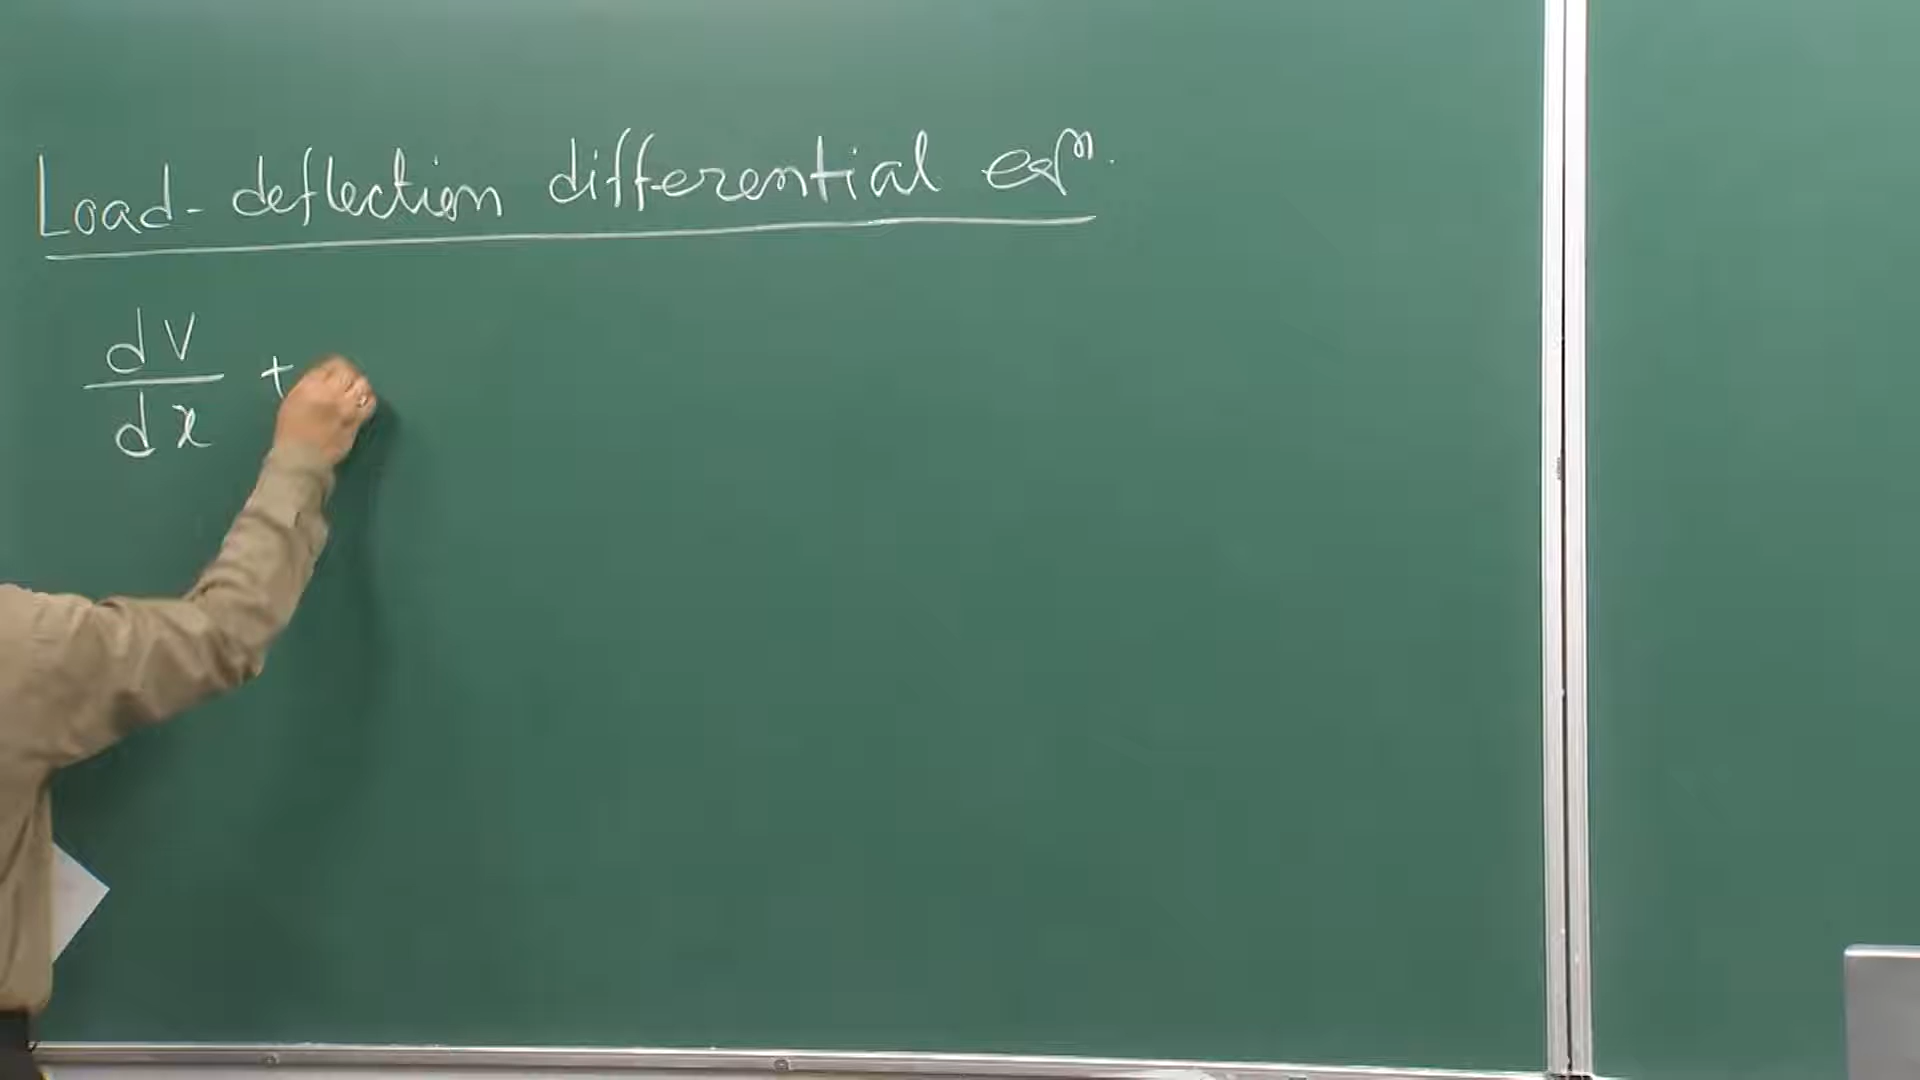 Load-deflection differential eqⁿ.
dV
dx +